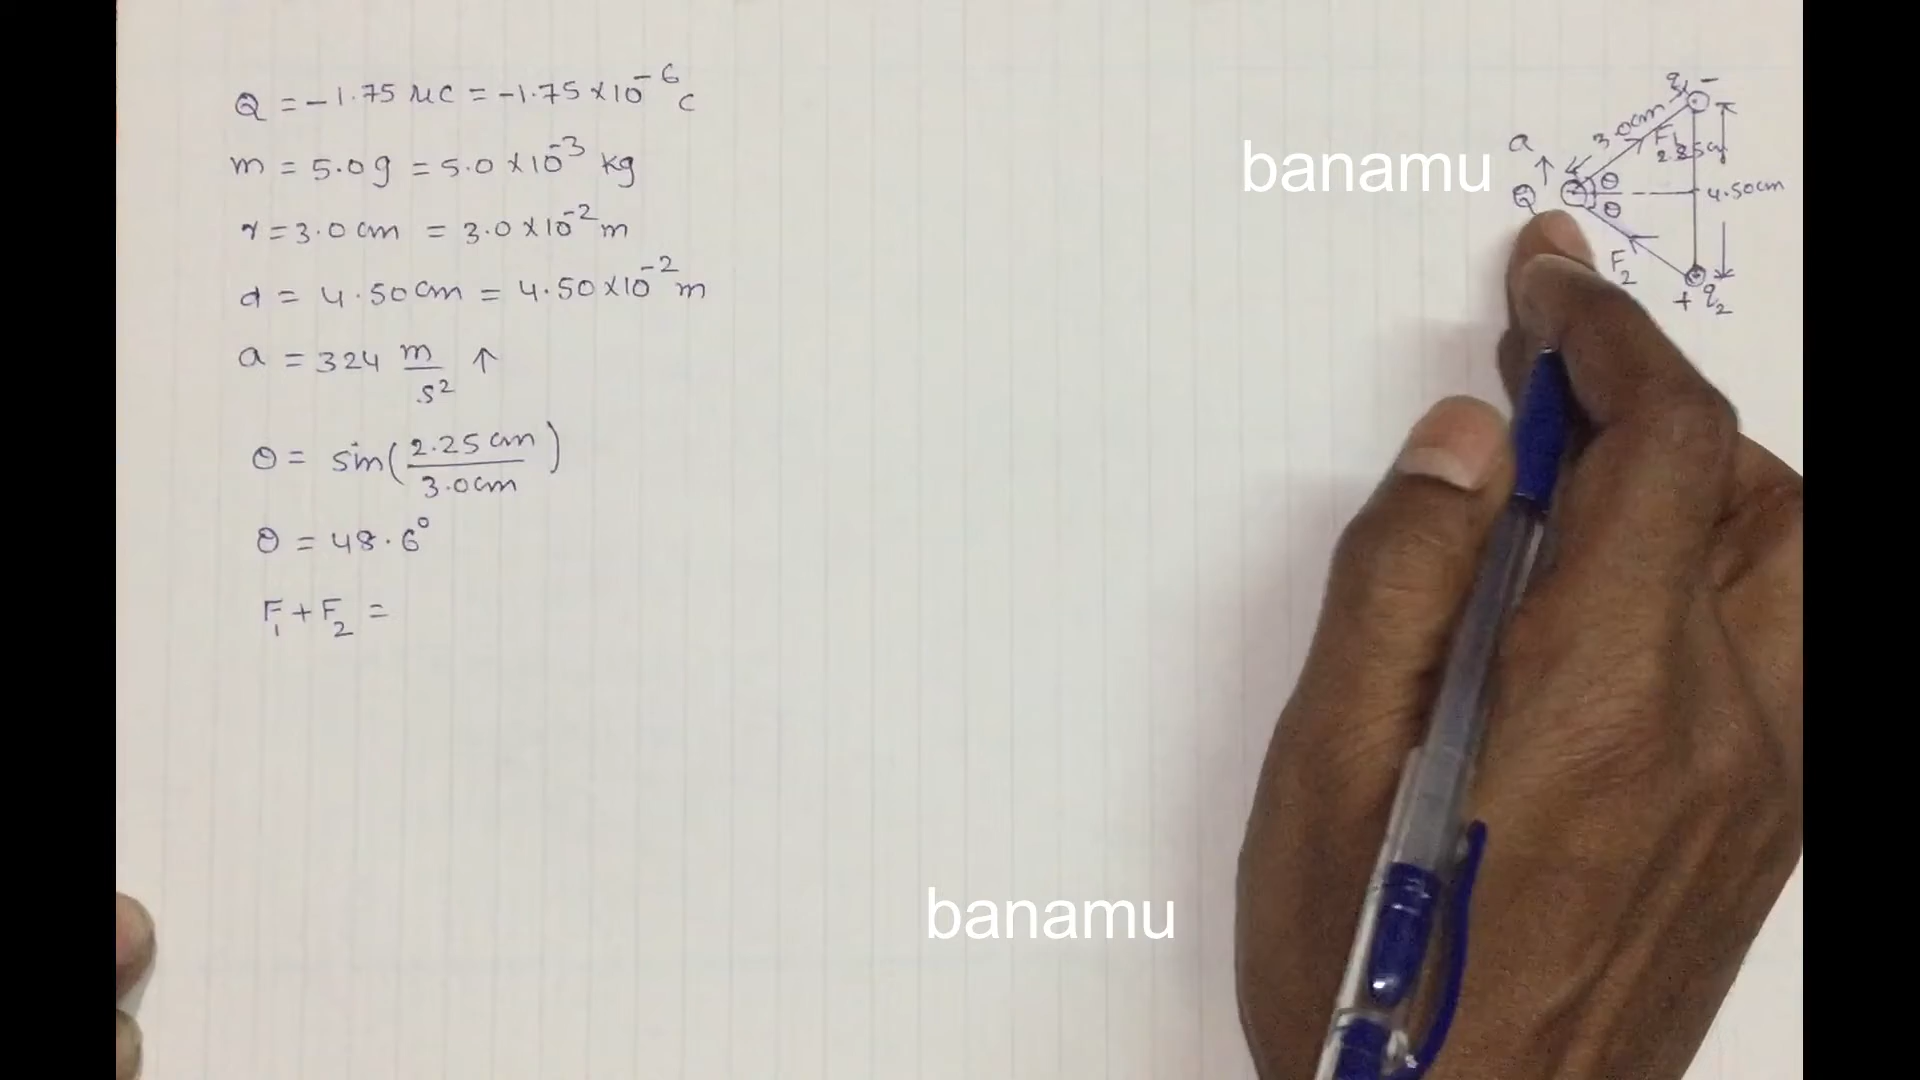 Q = -1.75 μC = -1.75 × 10⁻⁶ C
m = 5.0 g = 5.0 × 10⁻³ kg
r = 3.0 cm = 3.0 × 10⁻² m
d = 4.50 cm = 4.50 × 10⁻² m
a = 324 m/s² ↑
θ = sin(2.25 cm/3.0 cm)
θ = 48.6°
F₁ + F₂ =
q₁ -
3.0 cm
F₁
a ↑
banamu
Q
θ
θ
4.50 cm
F₂
+ q₂
banamu